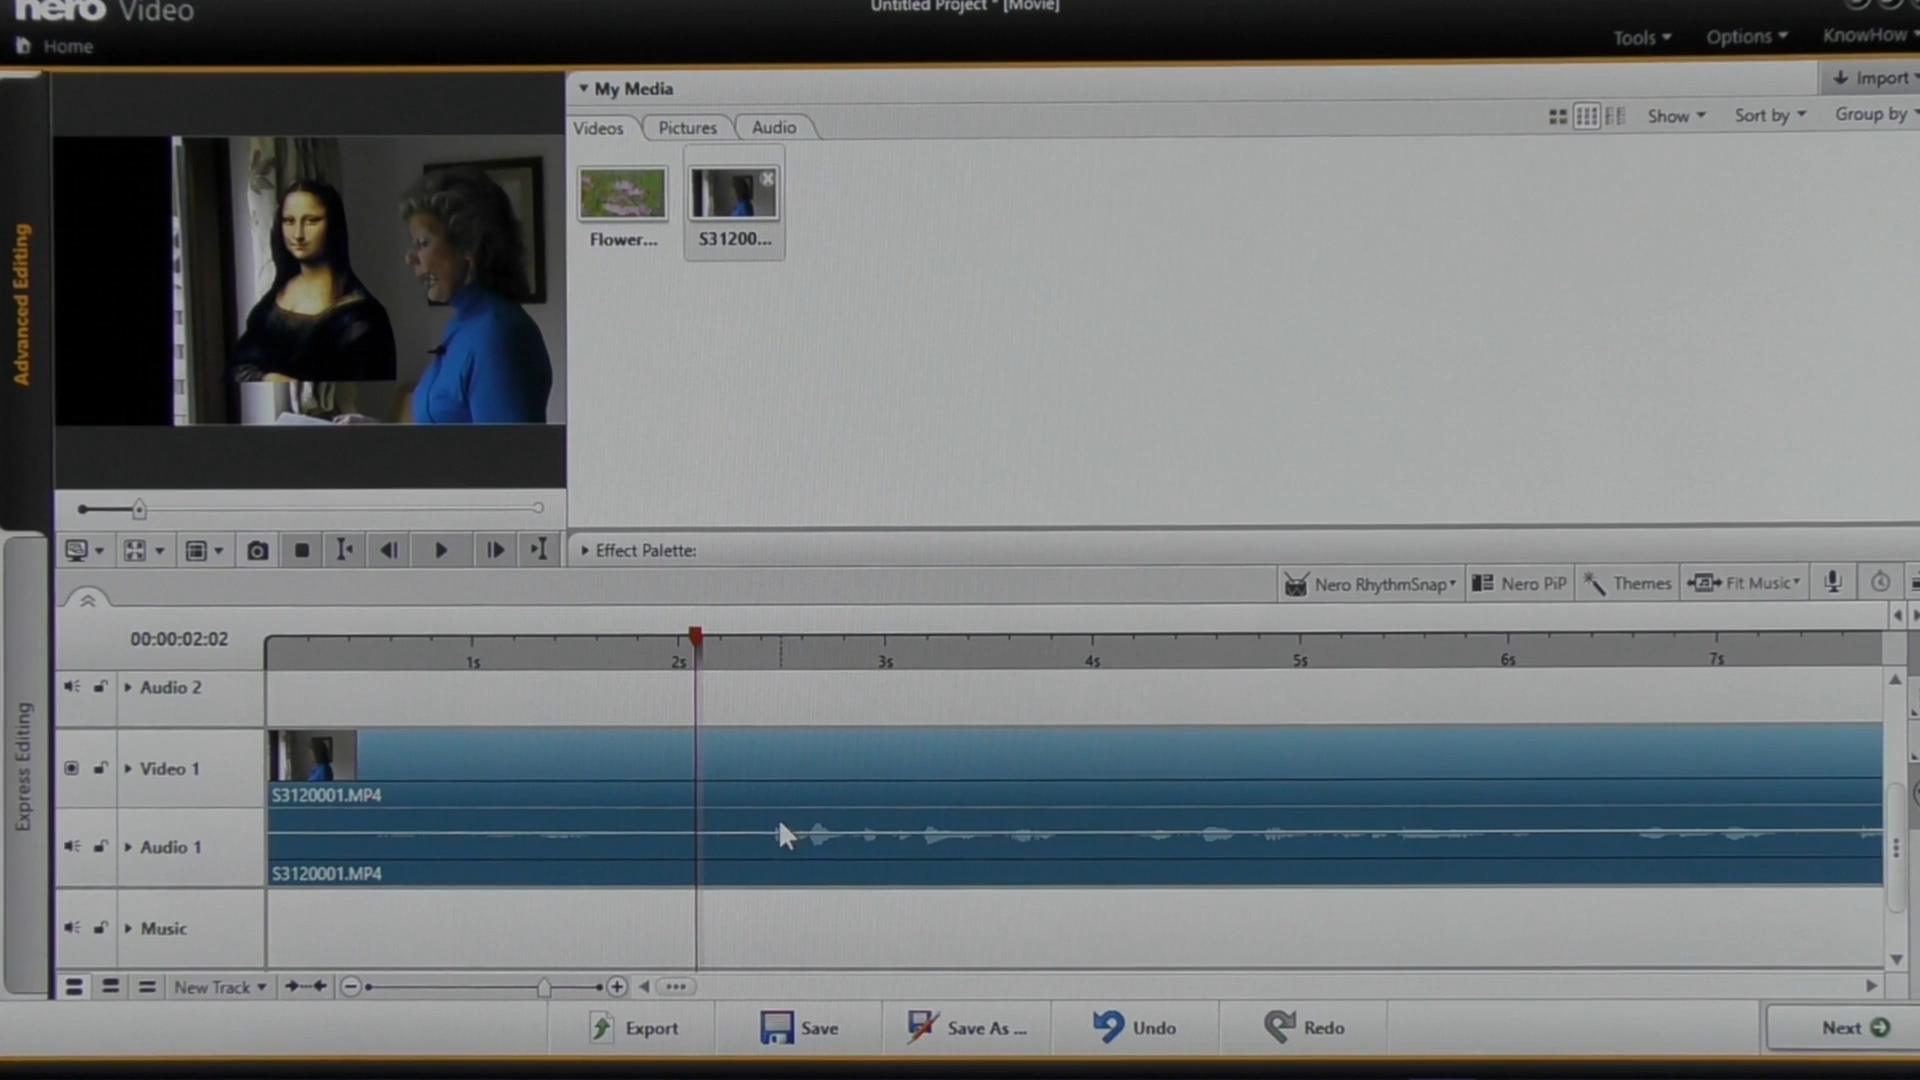 nero Video
Untitled Project * [Movie]
Home
Tools
Options
KnowHow
My Media
Import
Videos
Pictures
Audio
Show
Sort by
Group by
Flower...
S31200...
Advanced Editing
Effect Palette:
Nero RhythmSnap
Nero PiP
Themes
Fit Music
00:00:02:02
1s
2s
3s
4s
5s
6s
7s
Audio 2
Video 1
S3120001.MP4
Express Editing
Audio 1
S3120001.MP4
Music
New Track
Export
Save
Save As ...
Undo
Redo
Next